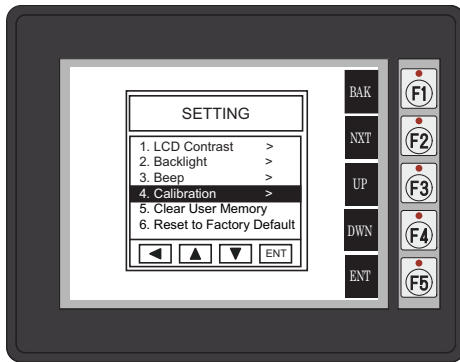 SETTING
1. LCD Contrast >
2. Backlight >
3. Beep >
4. Calibration >
5. Clear User Memory
6. Reset to Factory Default
ENT
BAK
NXT
UP
DWN
ENT
F1
F2
F3
F4
F5